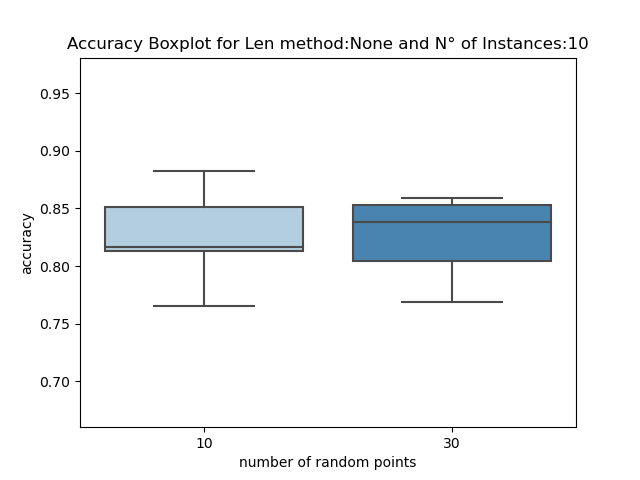 Accuracy Boxplot for Len method:None and N° of Instances:10
0.95
0.90
0.85
0.80
0.75
0.70
accuracy
10 30
number of random points